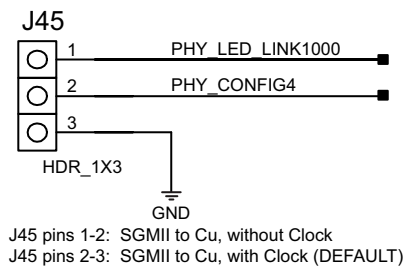 J45
1 PHY_LED_LINK1000
2 PHY_CONFIG4
3
HDR_1X3
GND
J45 pins 1-2: SGMII to Cu, without Clock
J45 pins 2-3: SGMII to Cu, with Clock (DEFAULT)